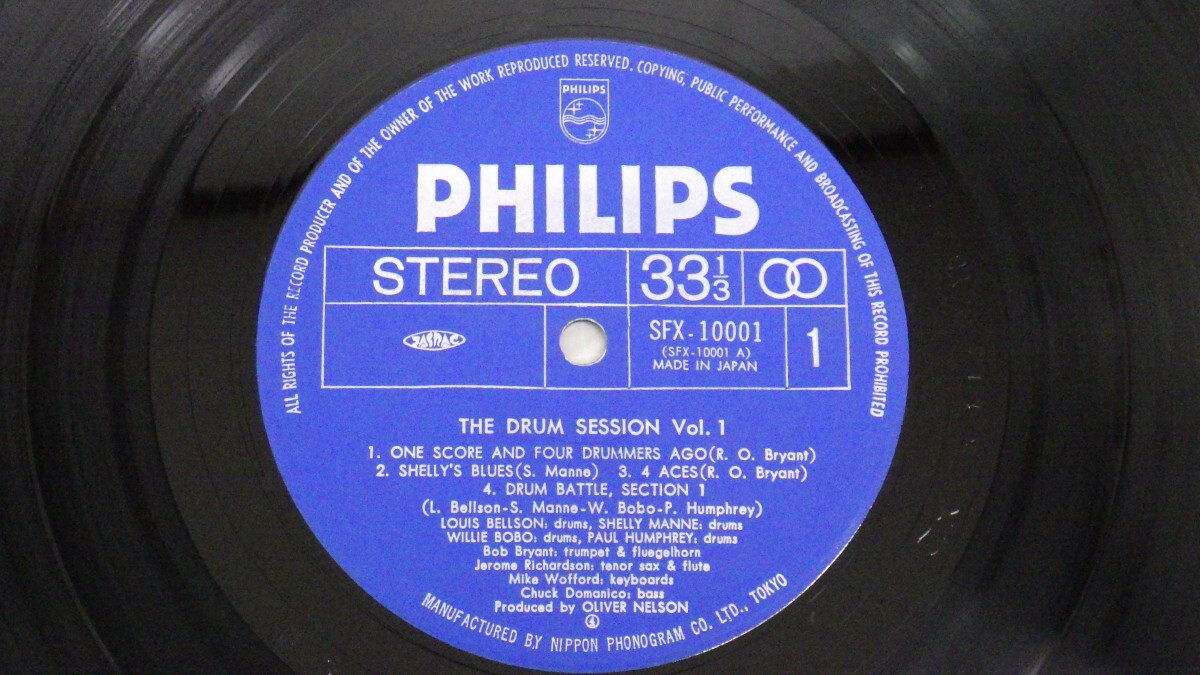 ALL RIGHTS OF THE RECORD PRODUCER AND OF THE OWNER OF THE WORK REPRODUCED RESERVED. COPYING, PUBLIC PERFORMANCE AND BROADCASTING OF THIS RECORD PROHIBITED
PHILIPS
PHILIPS
STEREO 33 1/3
JASRAC
SFX-10001
(SFX-10001 A)
MADE IN JAPAN
1
THE DRUM SESSION Vol. 1
1. ONE SCORE AND FOUR DRUMMERS AGO(R. O. Bryant)
2. SHELLY'S BLUES(S. Manne) 3. 4 ACES(R. O. Bryant)
4. DRUM BATTLE, SECTION 1
(L. Bellson-S. Manne-W. Bobo-P. Humphrey)
LOUIS BELLSON: drums, SHELLY MANNE: drums
WILLIE BOBO: drums, PAUL HUMPHREY: drums
Bob Bryant: trumpet & fluegelhorn
Jerome Richardson: tenor sax & flute
Mike Wofford: keyboards
Chuck Domanico: bass
Produced by OLIVER NELSON
MANUFACTURED BY NIPPON PHONOGRAM CO. LTD., TOKYO